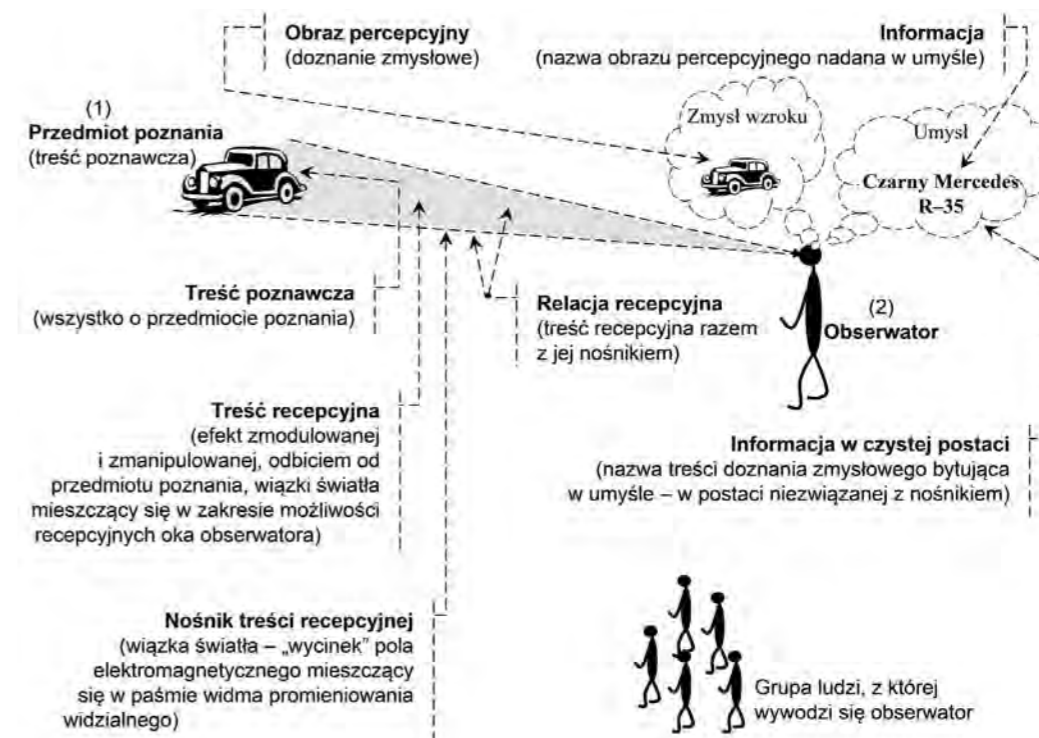 Obraz percepcyjny
(doznanie zmysłowe)
Informacja
(nazwa obrazu percepcyjnego nadana w umyśle)
(1)
Przedmiot poznania
(treść poznawcza)
Zmysł wzroku
Umysł
Czarny Mercedes
R–35
Treść poznawcza
(wszystko o przedmiocie poznania)
Relacja recepcyjna
(treść recepcyjna razem
z jej nośnikiem)
(2)
Obserwator
Treść recepcyjna
(efekt zmodulowanej
i zmanipulowanej, odbiciem od
przedmiotu poznania, wiązki światła
mieszczący się w zakresie możliwości
recepcyjnych oka obserwatora)
Informacja w czystej postaci
(nazwa treści doznania zmysłowego bytująca
w umyśle – w postaci niezwiązanej z nośnikiem)
Nośnik treści recepcyjnej
(wiązka światła – „wycinek” pola
elektromagnetycznego mieszczący
się w paśmie widma promieniowania
widzialnego)
Grupa ludzi, z której
wywodzi się obserwator